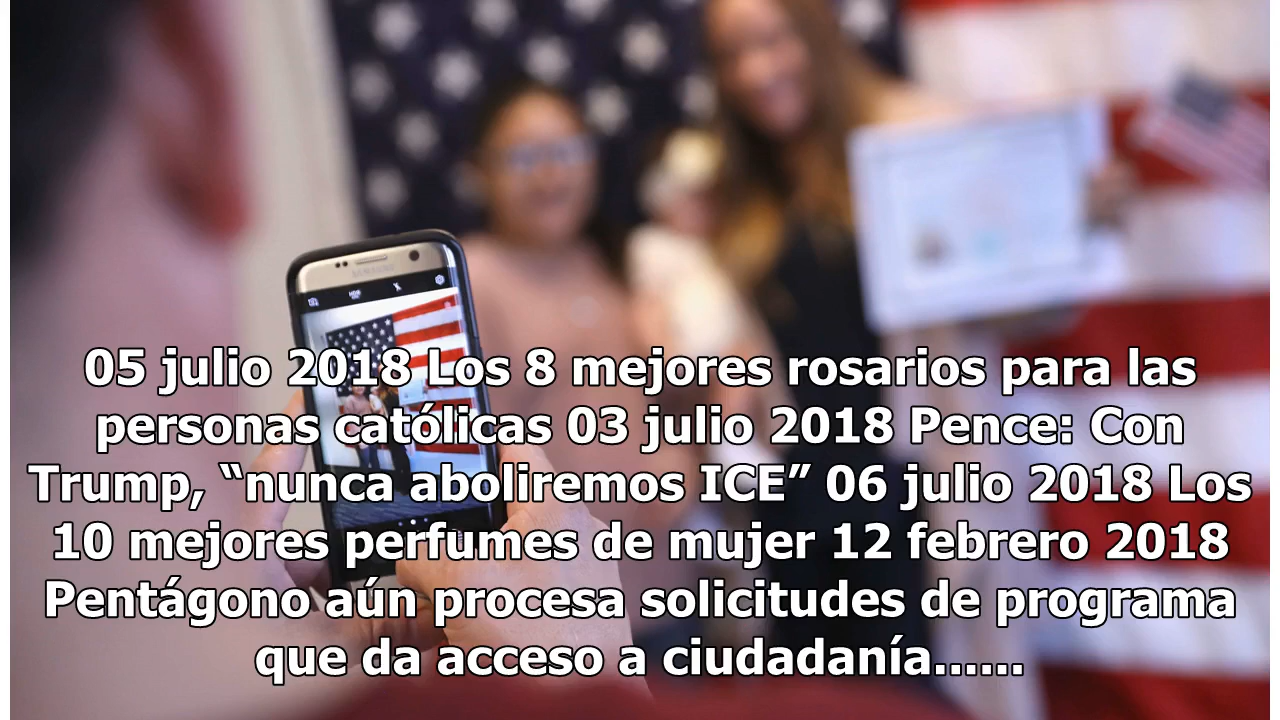 SAMSUNG
HDR
05 julio 2018 Los 8 mejores rosarios para las
personas católicas 03 julio 2018 Pence: Con
Trump, “nunca aboliremos ICE” 06 julio 2018 Los
10 mejores perfumes de mujer 12 febrero 2018
Pentágono aún procesa solicitudes de programa
que da acceso a ciudadanía......